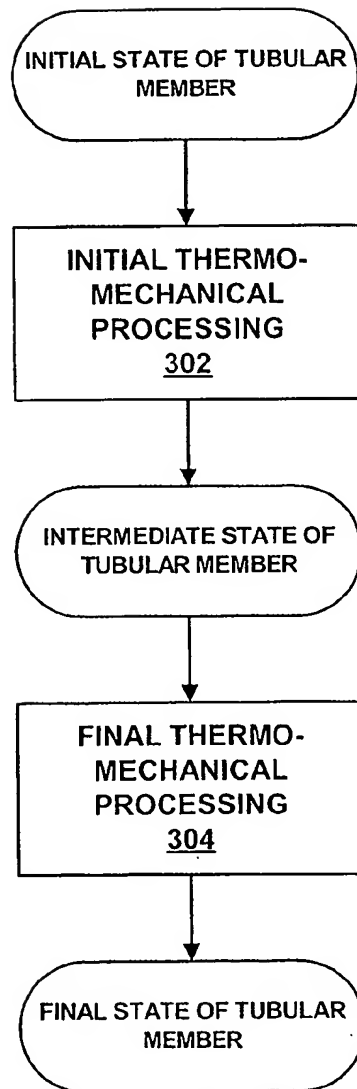 INITIAL STATE OF TUBULAR
MEMBER
INITIAL THERMO-
MECHANICAL
PROCESSING
302
INTERMEDIATE STATE OF
TUBULAR MEMBER
FINAL THERMO-
MECHANICAL
PROCESSING
304
FINAL STATE OF TUBULAR
MEMBER